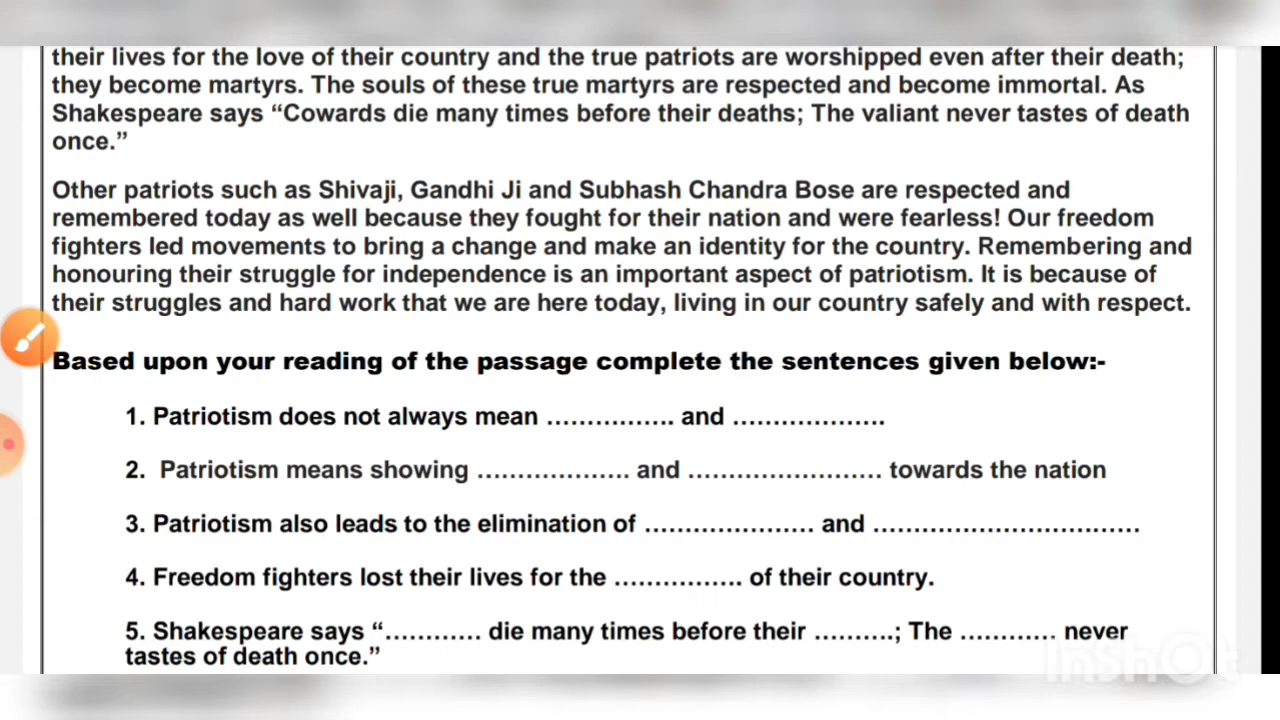 their lives for the love of their country and the true patriots are worshipped even after their death;
they become martyrs. The souls of these true martyrs are respected and become immortal. As
Shakespeare says “Cowards die many times before their deaths; The valiant never tastes of death
once.”
Other patriots such as Shivaji, Gandhi Ji and Subhash Chandra Bose are respected and
remembered today as well because they fought for their nation and were fearless! Our freedom
fighters led movements to bring a change and make an identity for the country. Remembering and
honouring their struggle for independence is an important aspect of patriotism. It is because of
their struggles and hard work that we are here today, living in our country safely and with respect.
Based upon your reading of the passage complete the sentences given below:-
1. Patriotism does not always mean ……………. and ……………….
2. Patriotism means showing ………………. and …………………… towards the nation
3. Patriotism also leads to the elimination of ………………… and ……………………………
4. Freedom fighters lost their lives for the ……………. of their country.
5. Shakespeare says “………… die many times before their ……….; The ………… never
tastes of death once.”
InShOt